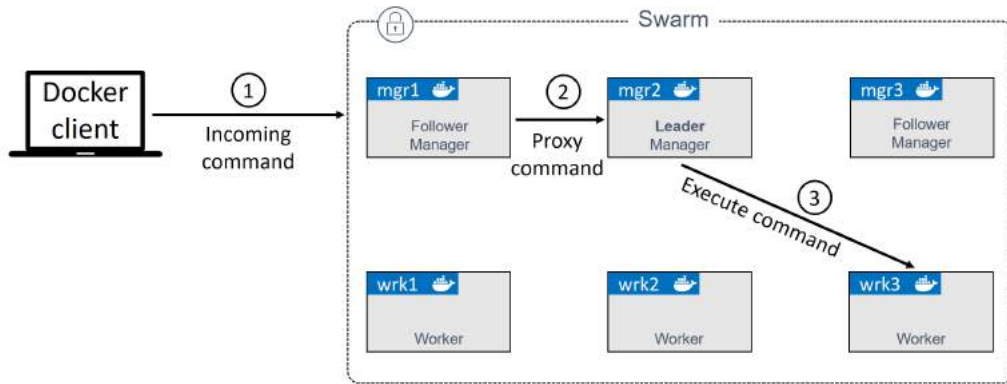 Swarm
Docker
client
1
Incoming
command
mgr1
Follower
Manager
2
Proxy
command
mgr2
Leader
Manager
mgr3
Follower
Manager
3
Execute command
wrk1
Worker
wrk2
Worker
wrk3
Worker